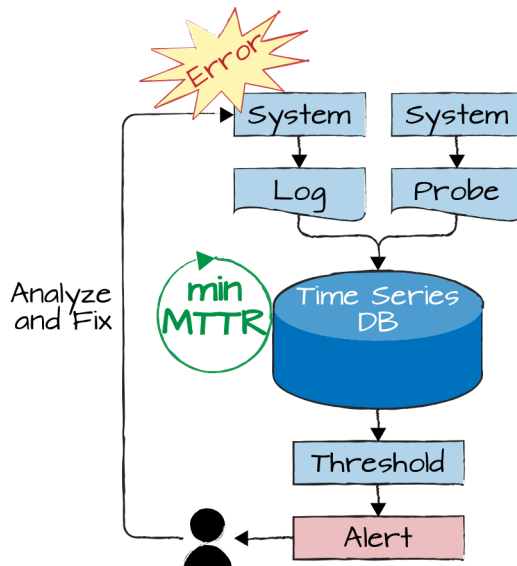 Error
System
System
Log
Probe
min
MTTR
Time Series
DB
Analyze
and Fix
Threshold
Alert